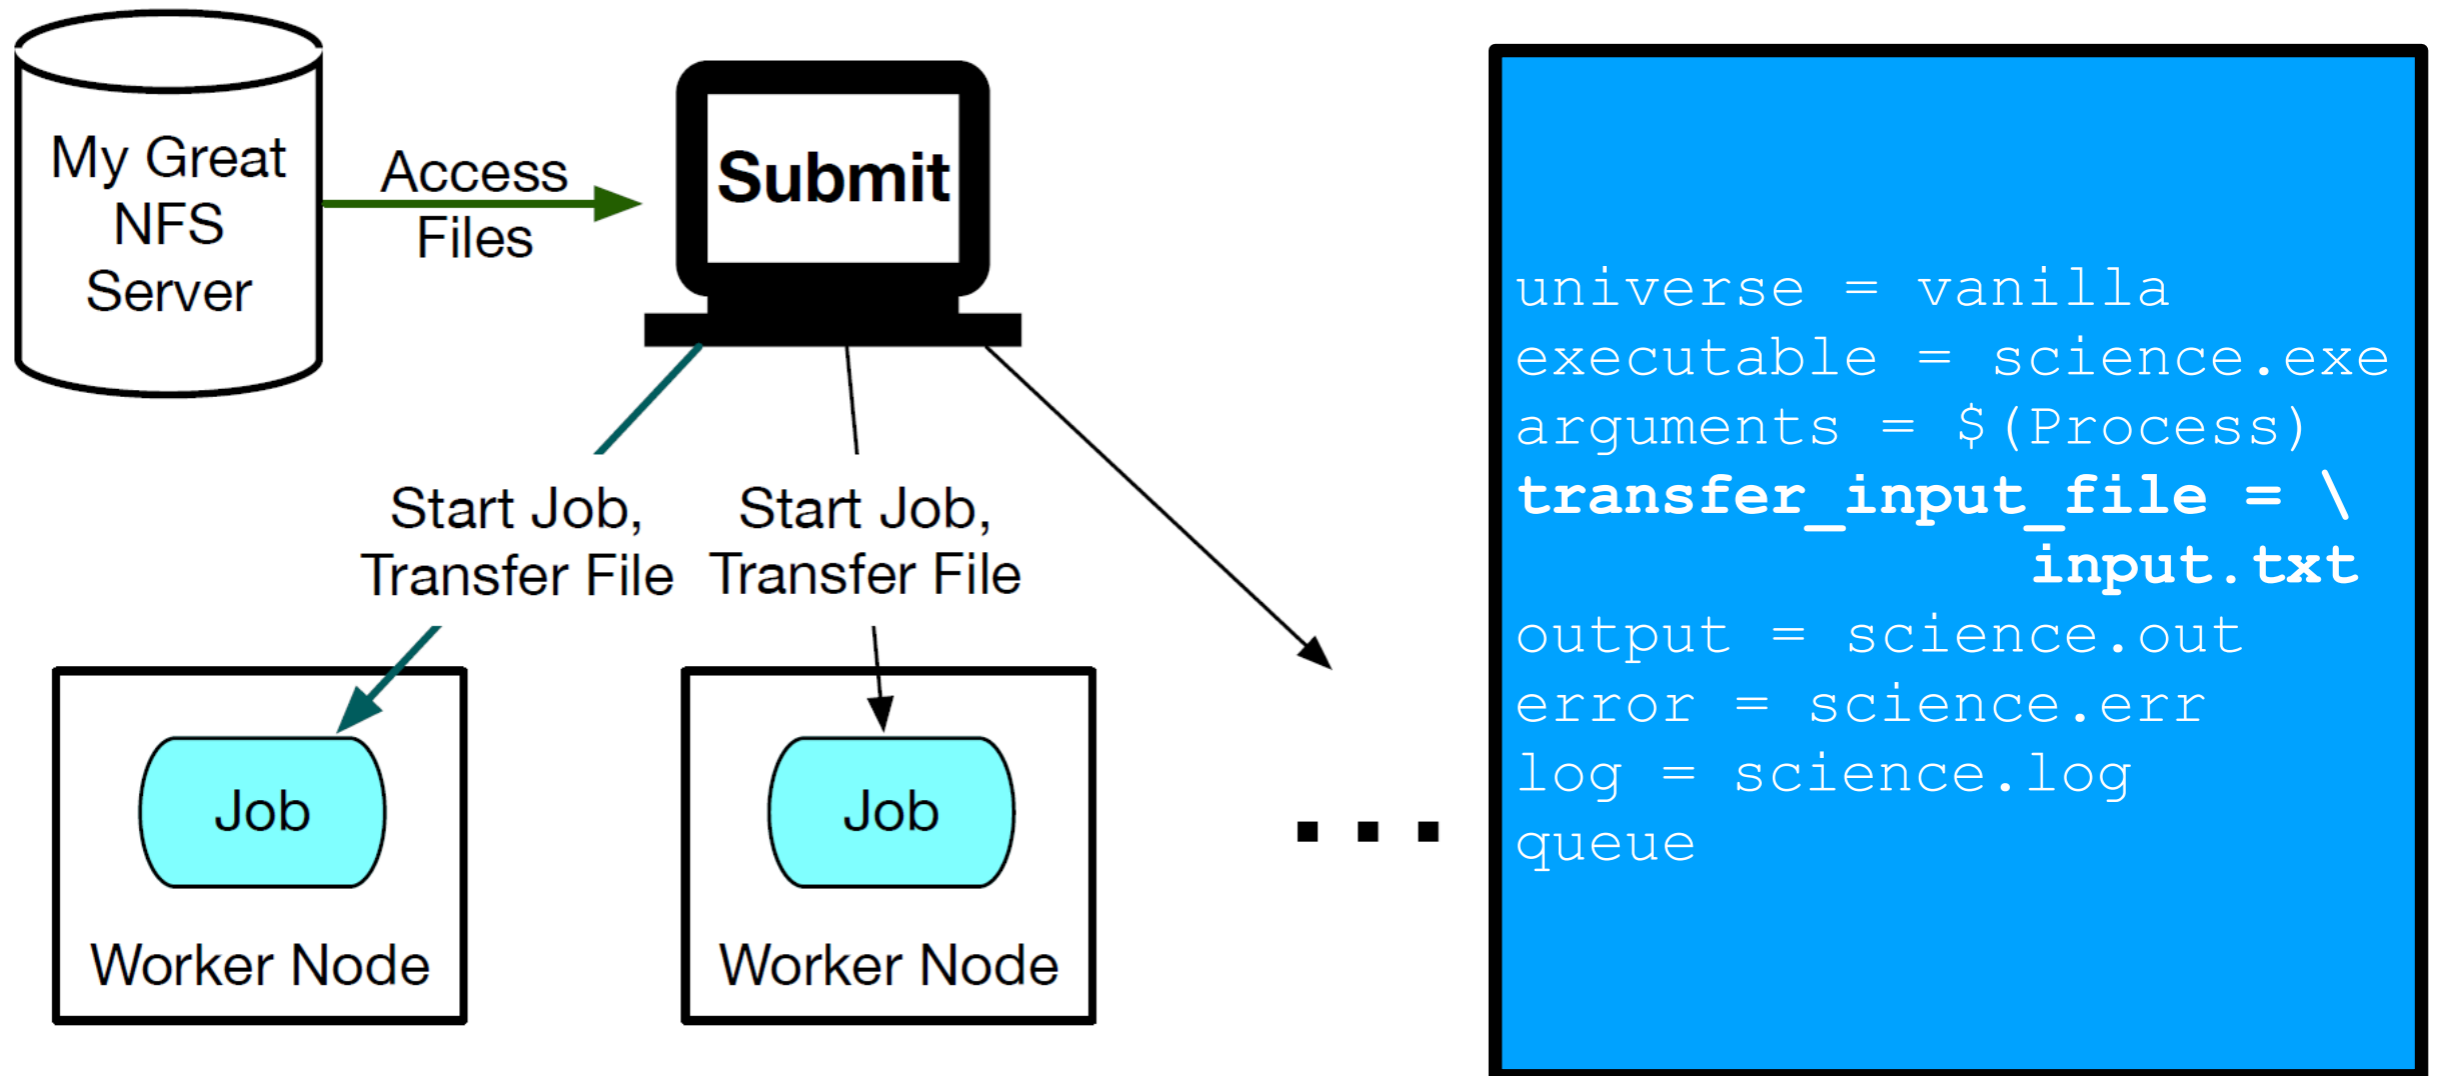 My Great
NFS
Server
Access
Files
Submit
Start Job,
Transfer File
Start Job,
Transfer File
Job
Worker Node
Job
Worker Node
...
universe = vanilla
executable = science.exe
arguments = $(Process)
transfer_input_file = \
input.txt
output = science.out
error = science.err
log = science.log
queue